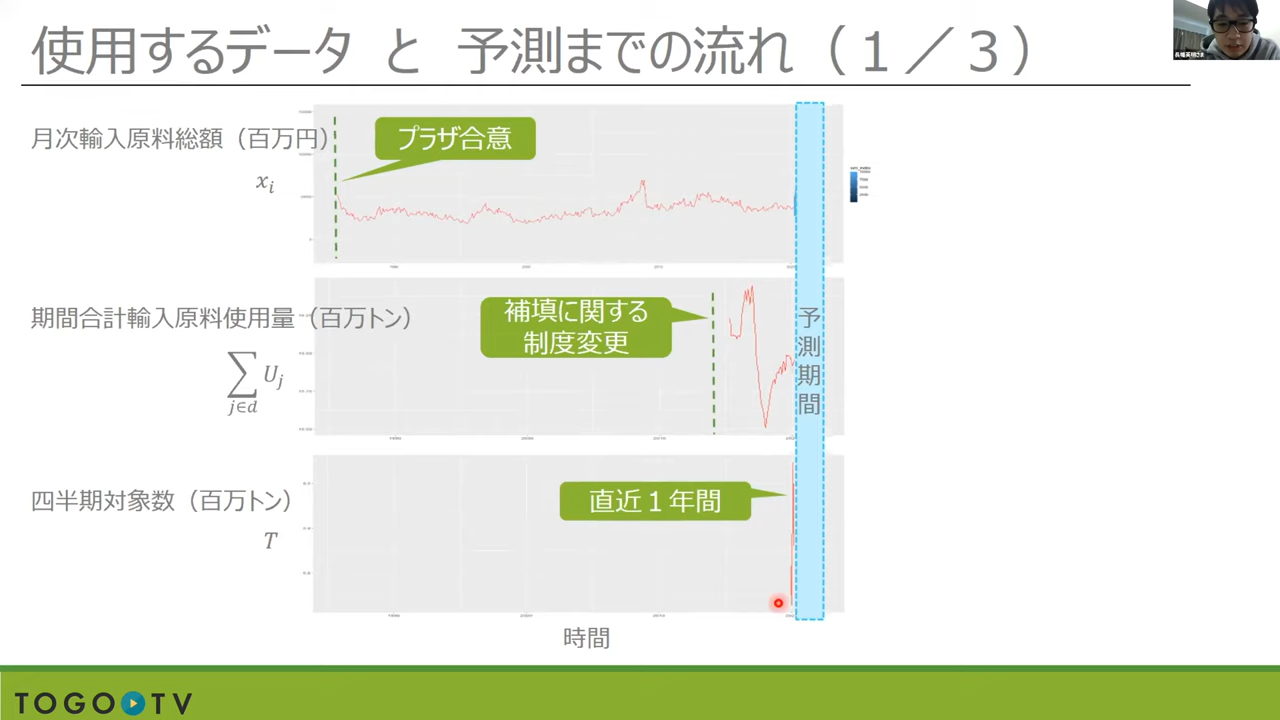 使用するデータ と 予測までの流れ（１／３）
月次輸入原料総額（百万円）
xᵢ
プラザ合意
期間合計輸入原料使用量（百万トン）
∑ Uⱼ
j∈d
補填に関する
制度変更
予測期間
四半期対象数（百万トン）
T
直近１年間
時間
TOGO TV